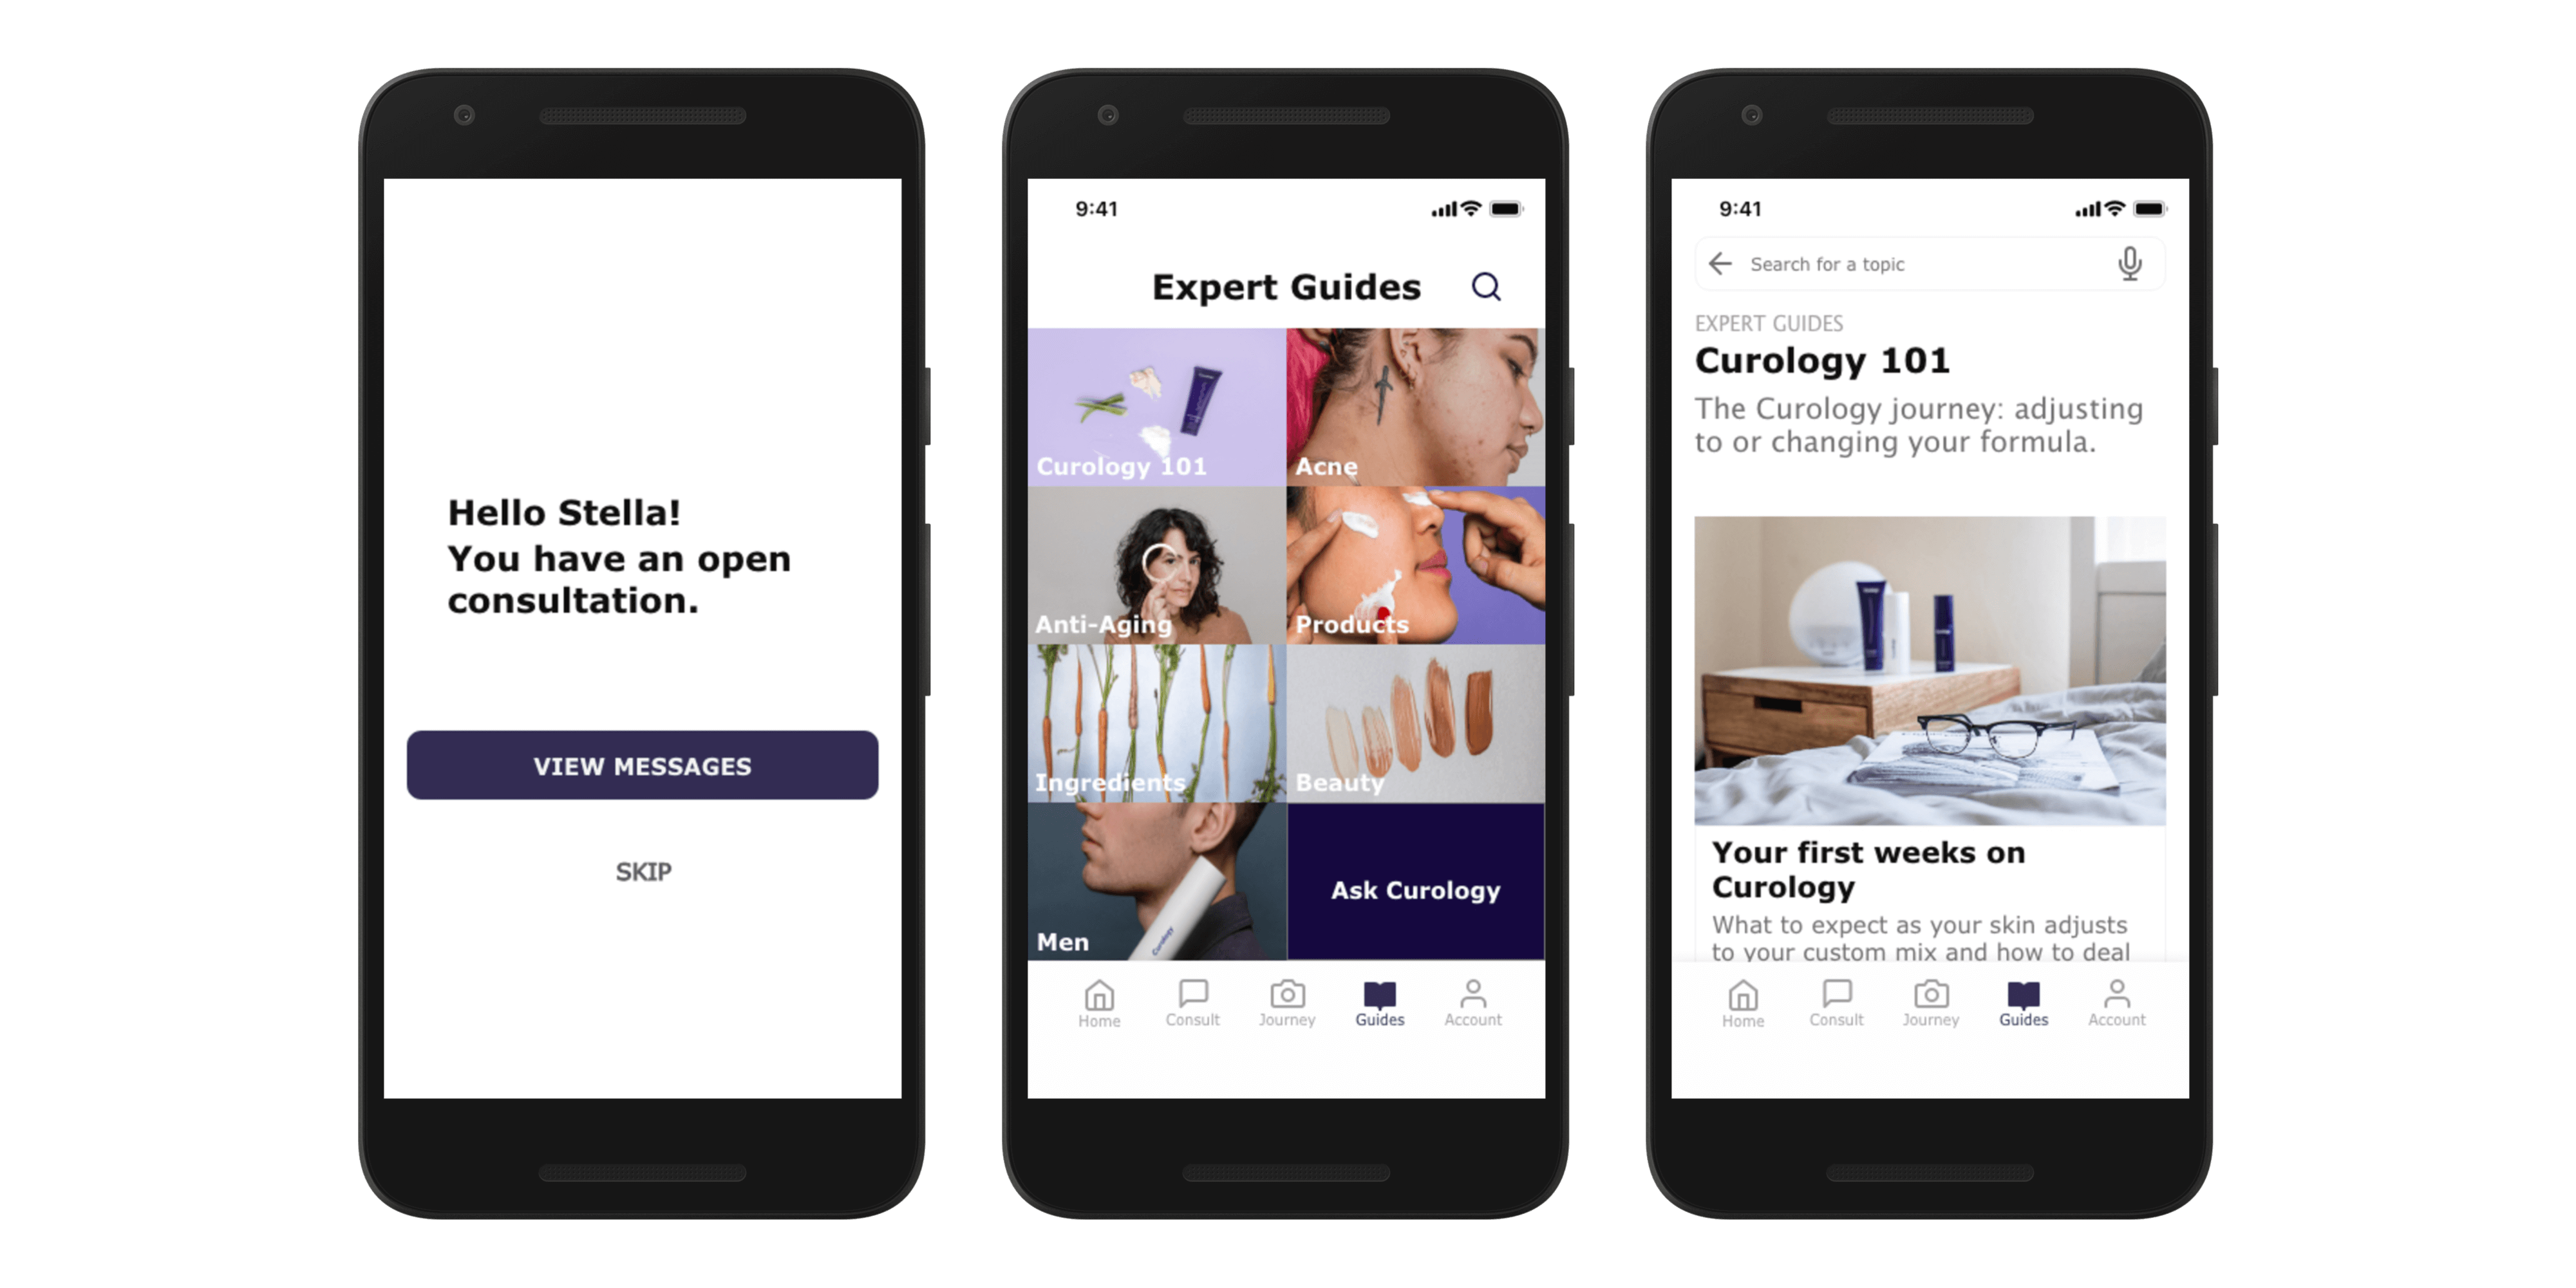 Hello Stella!
You have an open
consultation.
VIEW MESSAGES
SKIP
9:41
Expert Guides
Curology 101
Acne
Anti-Aging
Products
Ingredients
Beauty
Curology
Men
Ask Curology
Home
Consult
Journey
Guides
Account
9:41
Search for a topic
EXPERT GUIDES
Curology 101
The Curology journey: adjusting
to or changing your formula.
Your first weeks on
Curology
What to expect as your skin adjusts
to your custom mix and how to deal
Home
Consult
Journey
Guides
Account